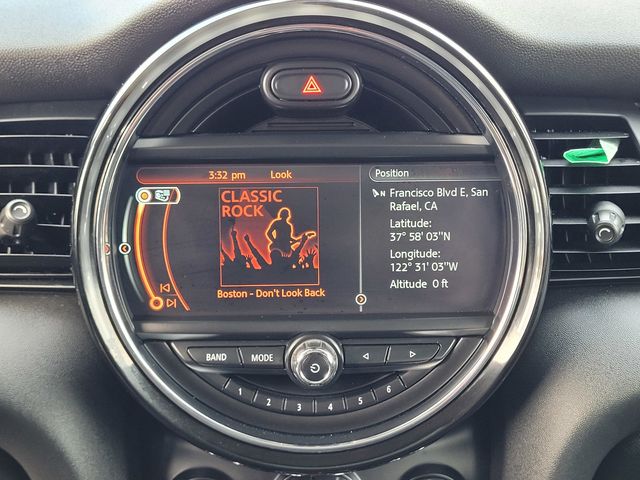 3:32 pm Look
Position
CLASSIC
ROCK
Francisco Blvd E, San
Rafael, CA
Latitude:
37° 58' 03''N
Longitude:
122° 31' 03''W
Altitude 0 ft
N
Boston - Don't Look Back
BAND MODE
1 2 3 4 5 6